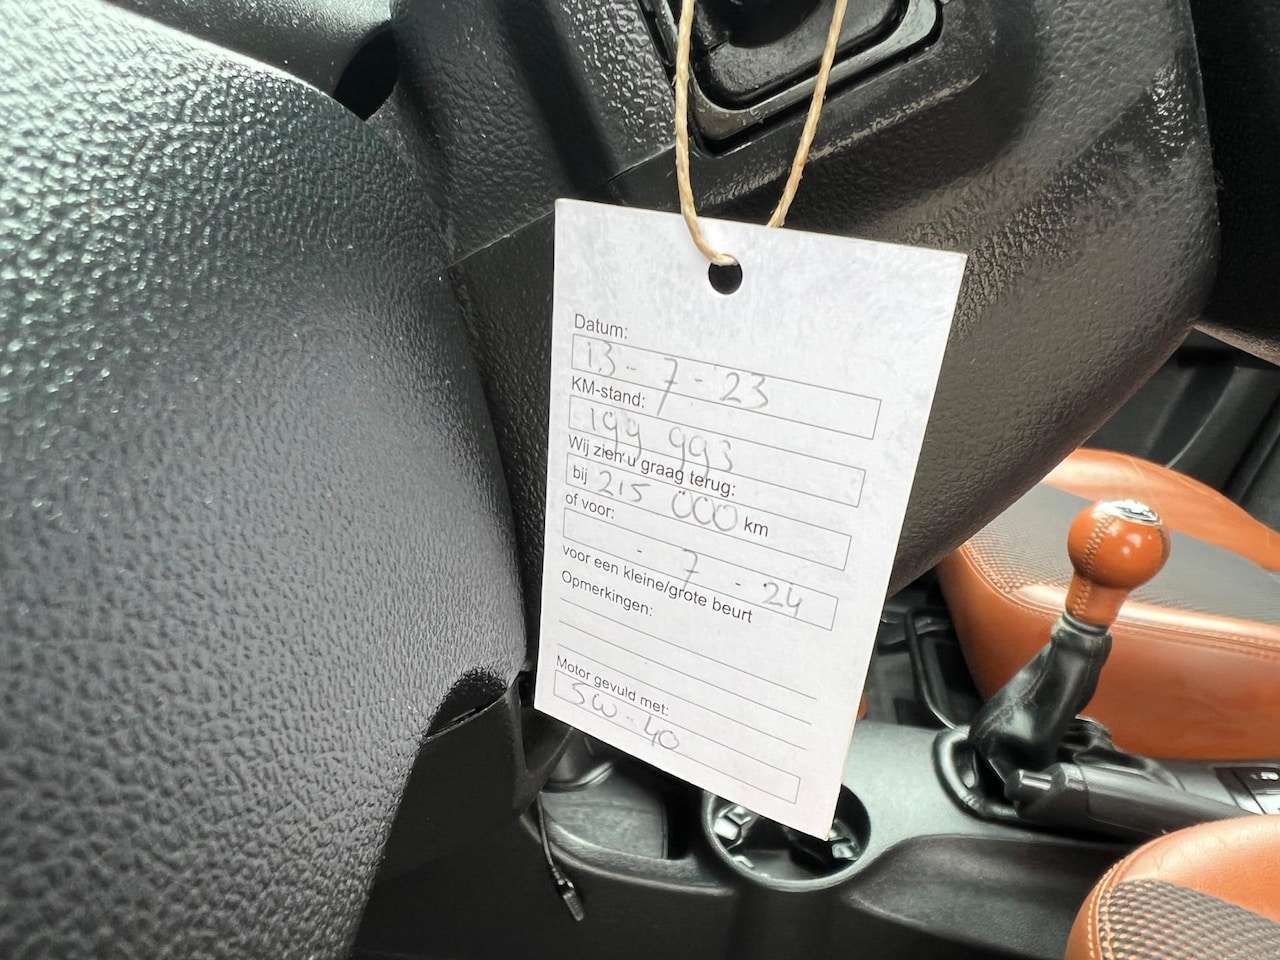 Datum:
13-7-23
KM-stand:
199 993
Wij zien u graag terug:
bij 215 000 km
of voor:
- 7 - 24
voor een kleine/grote beurt
Opmerkingen:
Motor gevuld met:
5W-40